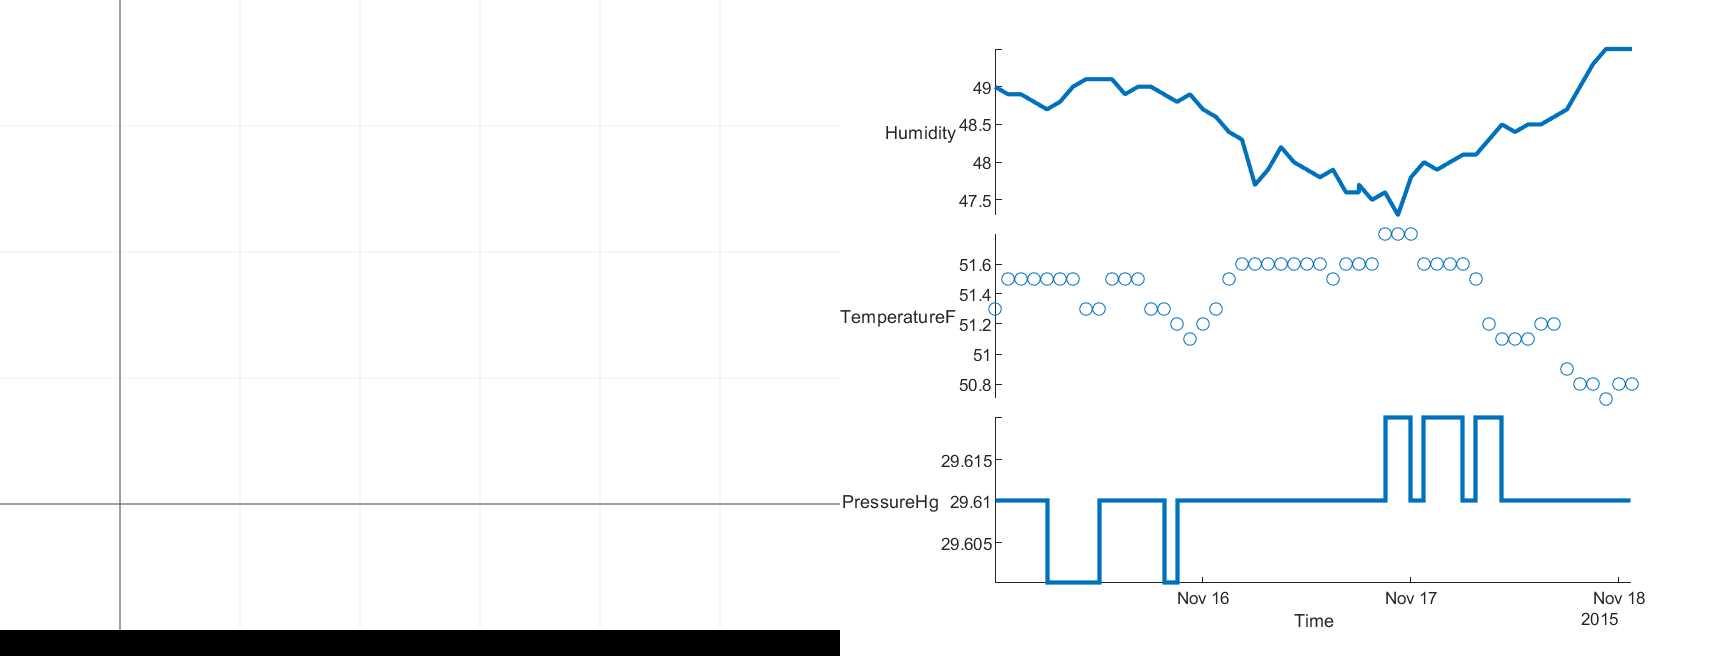 49
Humidity 48.5
48
47.5
51.6
51.4
TemperatureF 51.2
51
50.8
29.615
PressureHg 29.61
29.605
Nov 16 Nov 17 Nov 18
Time 2015